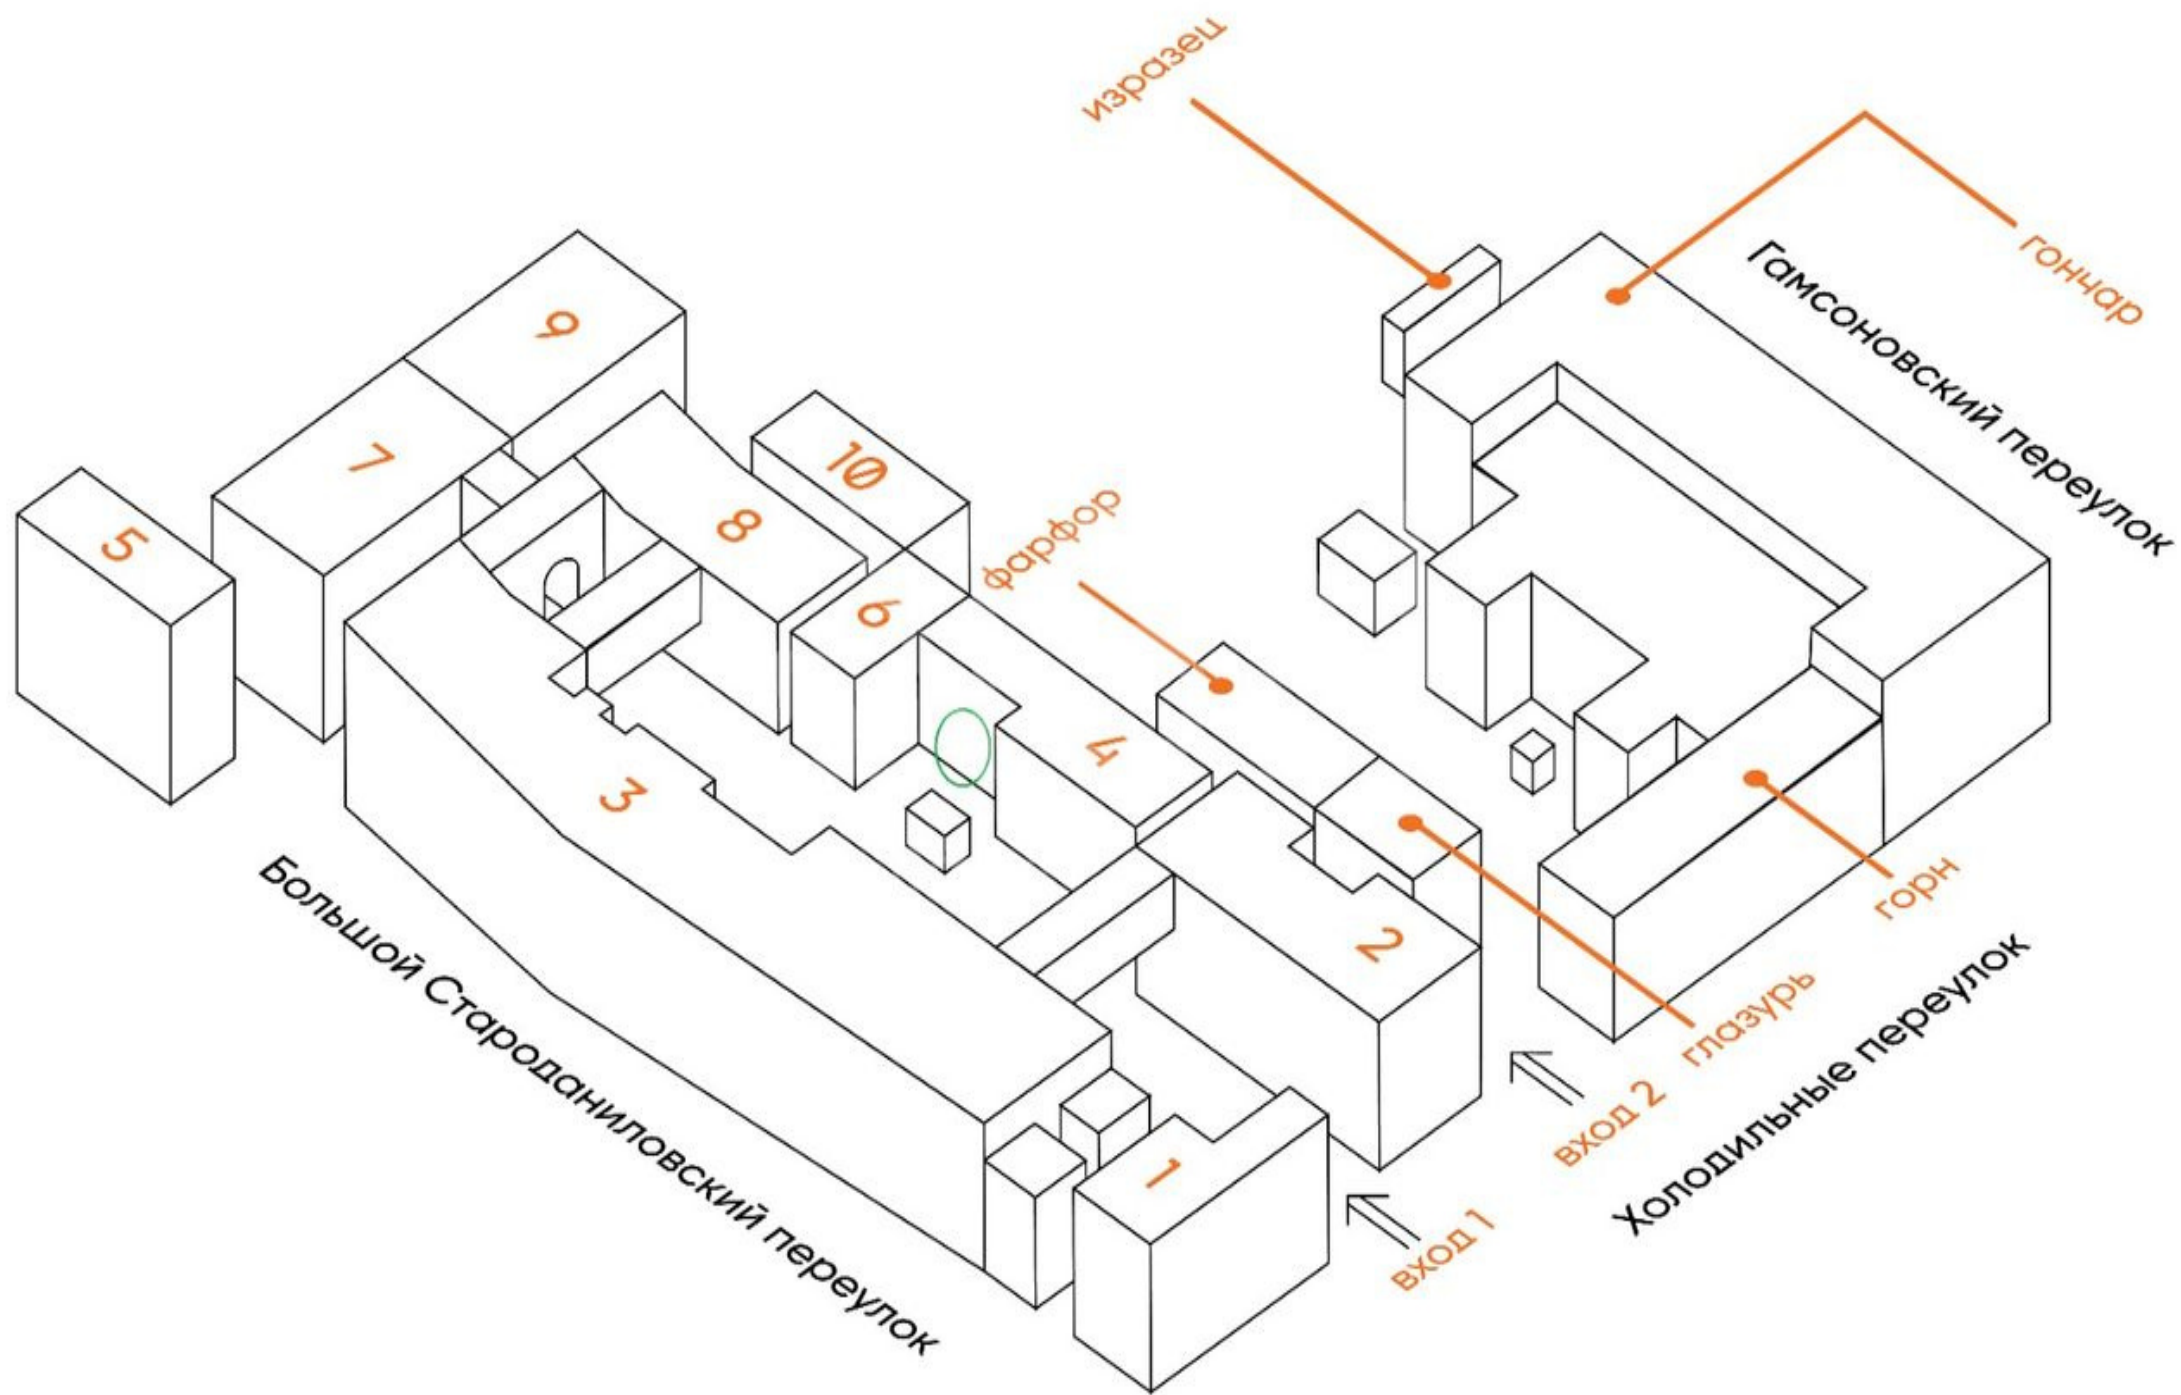 изразец
гончар
Гамсоновский переулок
9
7
10
5
8
фарфор
6
4
3
2
горн
глазурь
Большой Староданиловский переулок
вход 2
Холодильные переулок
1
вход 1